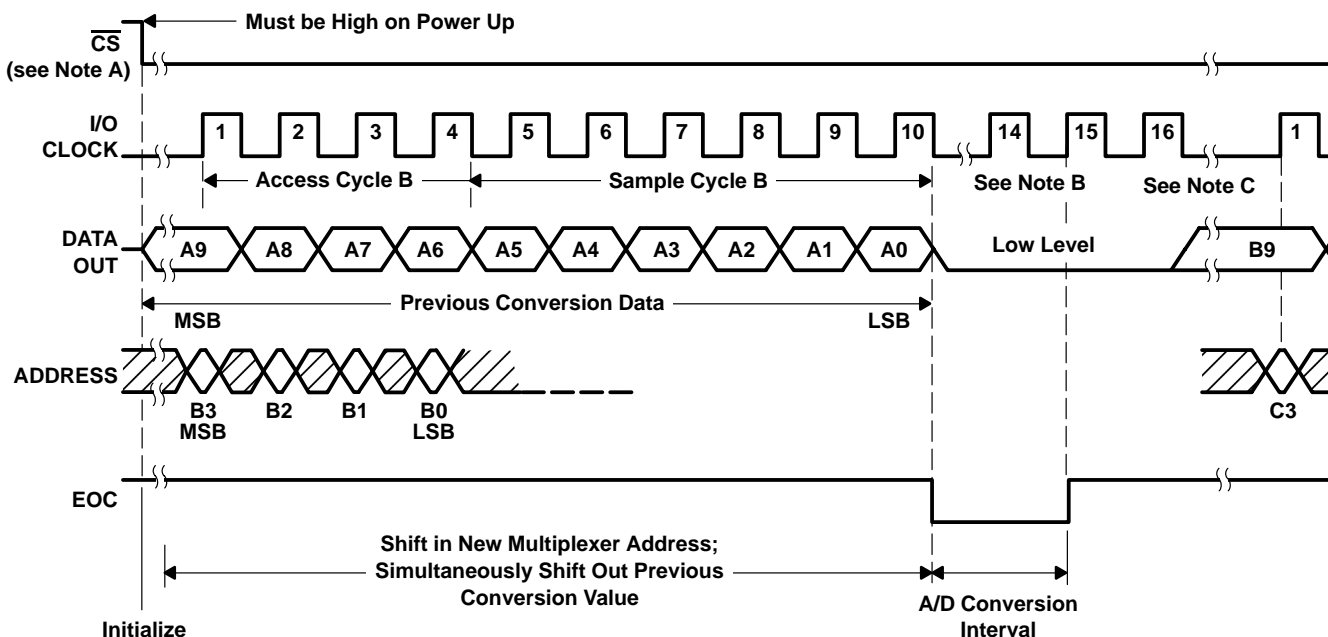 Must be High on Power Up
CS
(see Note A)
I/O
CLOCK
1 2 3 4 5 6 7 8 9 10 14 15 16 1
Access Cycle B
Sample Cycle B
See Note B
See Note C
DATA
OUT
A9 A8 A7 A6 A5 A4 A3 A2 A1 A0
Low Level
B9
Previous Conversion Data
MSB
LSB
ADDRESS
B3 B2 B1 B0
MSB
LSB
C3
EOC
Shift in New Multiplexer Address;
Simultaneously Shift Out Previous
Conversion Value
A/D Conversion
Interval
Initialize